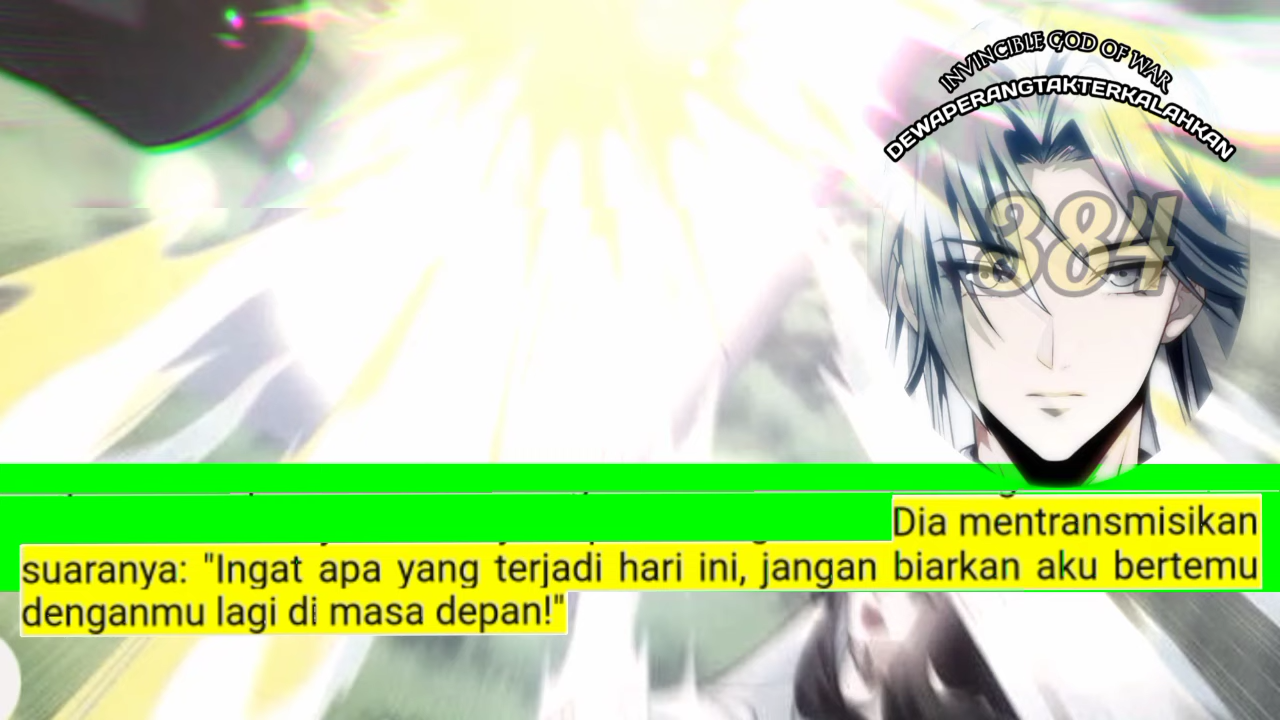 INVINCIBLE GOD OF WAR
DEWAPERANGTAKTERKALAHKAN
384
Dia mentransmisikan
suaranya: "Ingat apa yang terjadi hari ini, jangan biarkan aku bertemu
denganmu lagi di masa depan!"